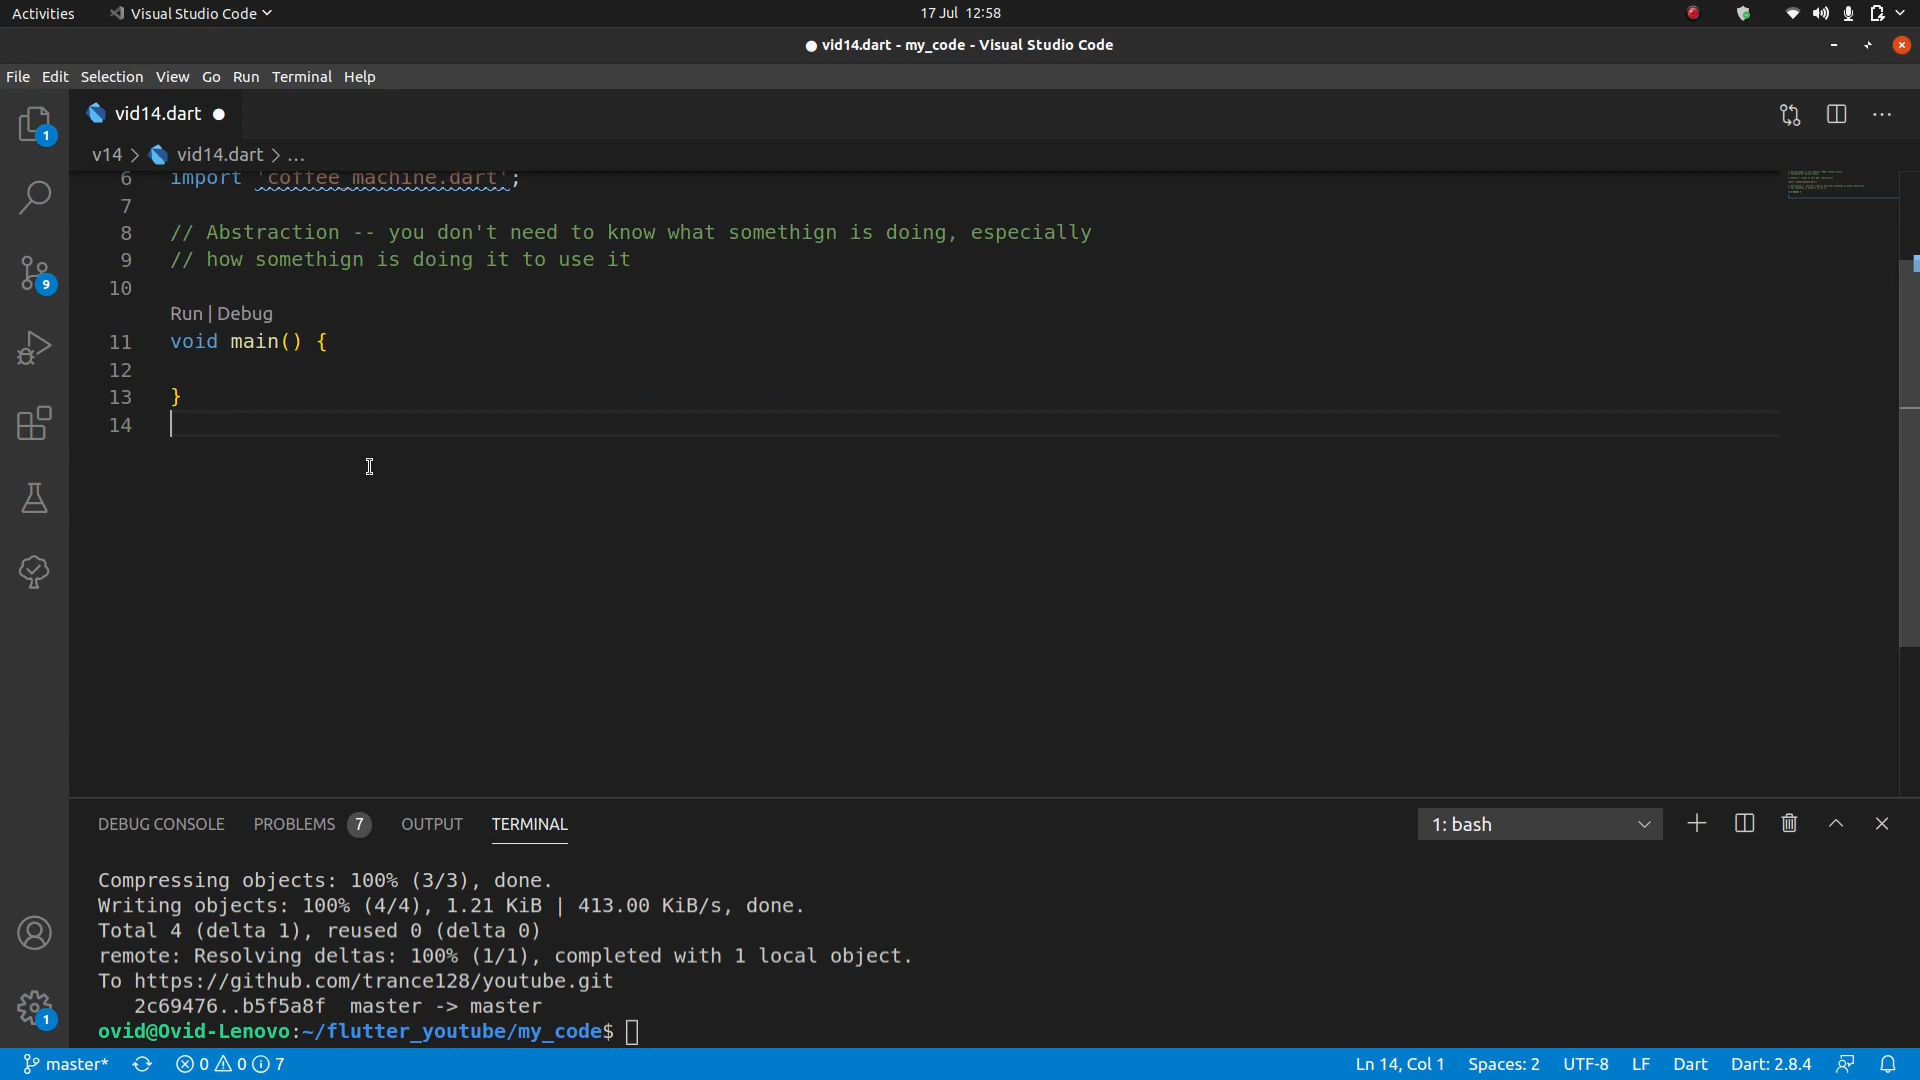 Activities Visual Studio Code 17 Jul 12:58
● vid14.dart - my_code - Visual Studio Code
File Edit Selection View Go Run Terminal Help
1 vid14.dart
v14 > vid14.dart > ...
6 import 'coffee_machine.dart';
7
8 // Abstraction -- you don't need to know what somethign is doing, especially
9 // how somethign is doing it to use it
9
10
Run | Debug
11 void main() {
12
13 }
14
1
DEBUG CONSOLE PROBLEMS 7 OUTPUT TERMINAL 1: bash
Compressing objects: 100% (3/3), done.
Writing objects: 100% (4/4), 1.21 KiB | 413.00 KiB/s, done.
Total 4 (delta 1), reused 0 (delta 0)
remote: Resolving deltas: 100% (1/1), completed with 1 local object.
To https://github.com/trance128/youtube.git
2c69476..b5f5a8f master -> master
ovid@Ovid-Lenovo:~/flutter_youtube/my_code$
master* 0 0 7 Ln 14, Col 1 Spaces: 2 UTF-8 LF Dart Dart: 2.8.4